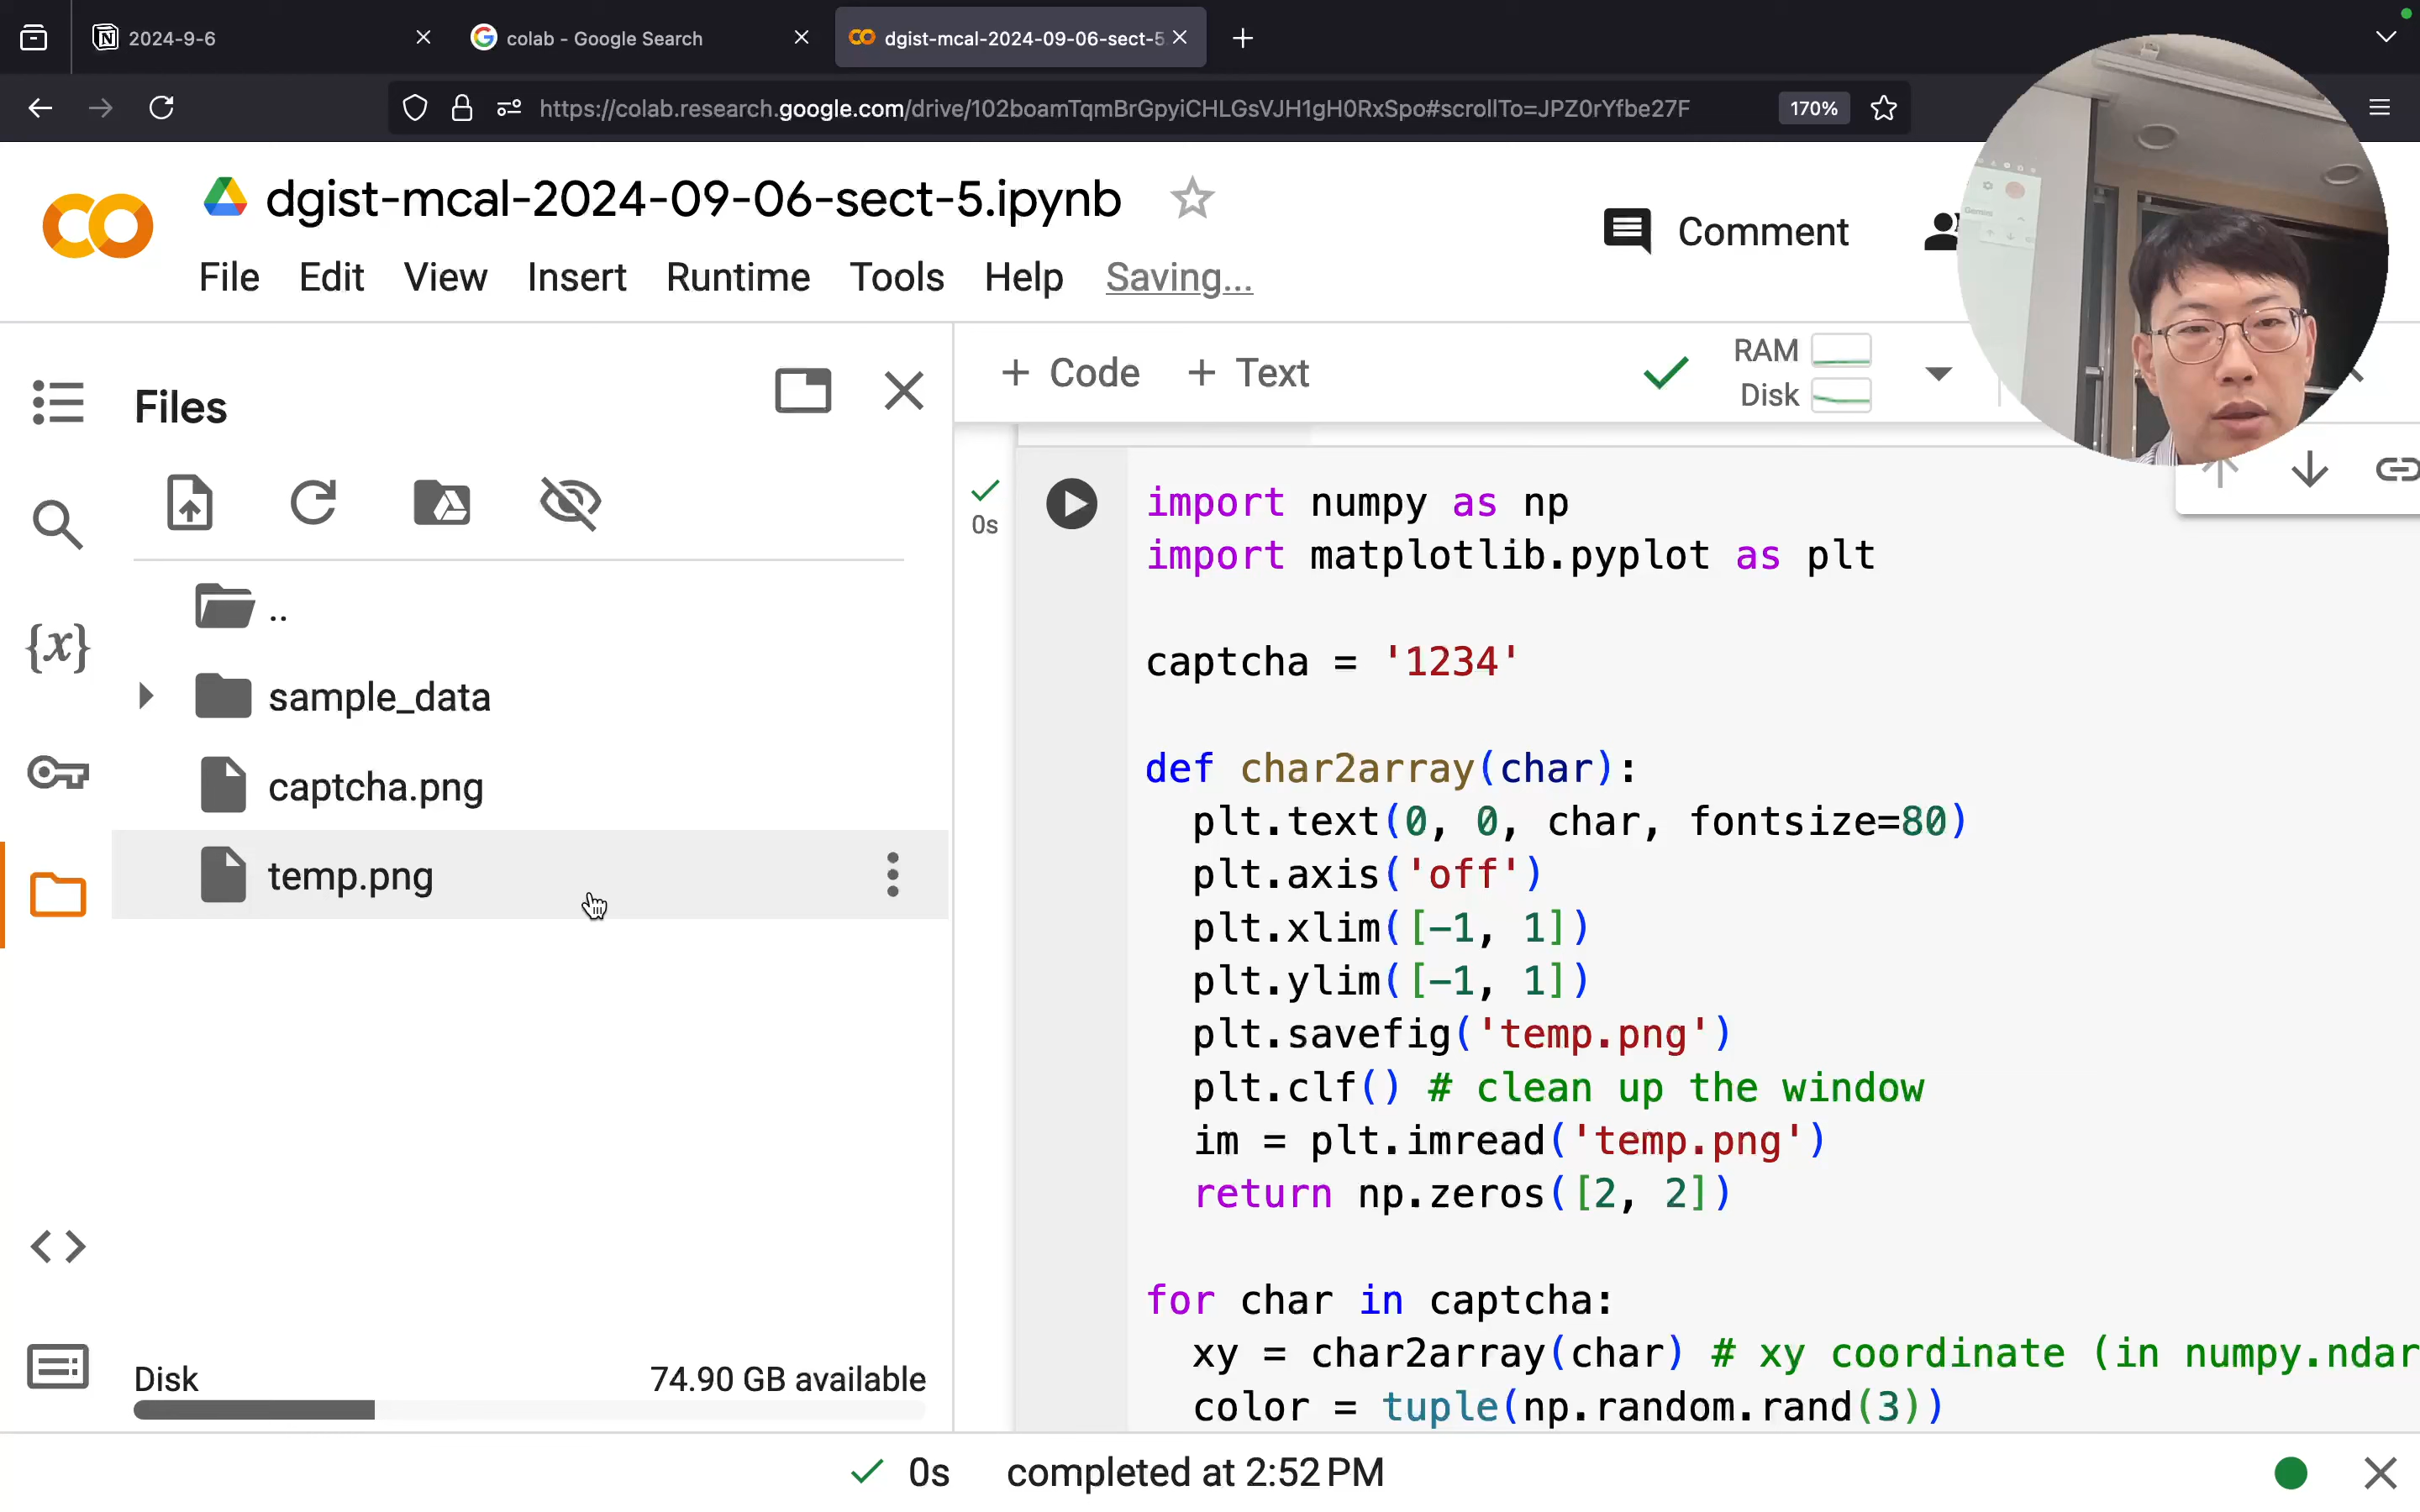 2024-9-6
colab - Google Search
dgist-mcal-2024-09-06-sect-5
https://colab.research.google.com/drive/102boamTqmBrGpyiCHLGsVJH1gH0RxSpo#scrollTo=JPZ0rYfbe27F
170%
dgist-mcal-2024-09-06-sect-5.ipynb
Comment
File Edit View Insert Runtime Tools Help Saving...
Files
+ Code + Text
RAM
Disk
..
sample_data
captcha.png
temp.png
{x}
Disk 74.90 GB available
0s
import numpy as np
import matplotlib.pyplot as plt
captcha = '1234'
def char2array(char):
plt.text(0, 0, char, fontsize=80)
plt.axis('off')
plt.xlim([-1, 1])
plt.ylim([-1, 1])
plt.savefig('temp.png')
plt.clf() # clean up the window
im = plt.imread('temp.png')
return np.zeros([2, 2])
for char in captcha:
xy = char2array(char) # xy coordinate (in numpy.ndar
color = tuple(np.random.rand(3))
0s completed at 2:52 PM